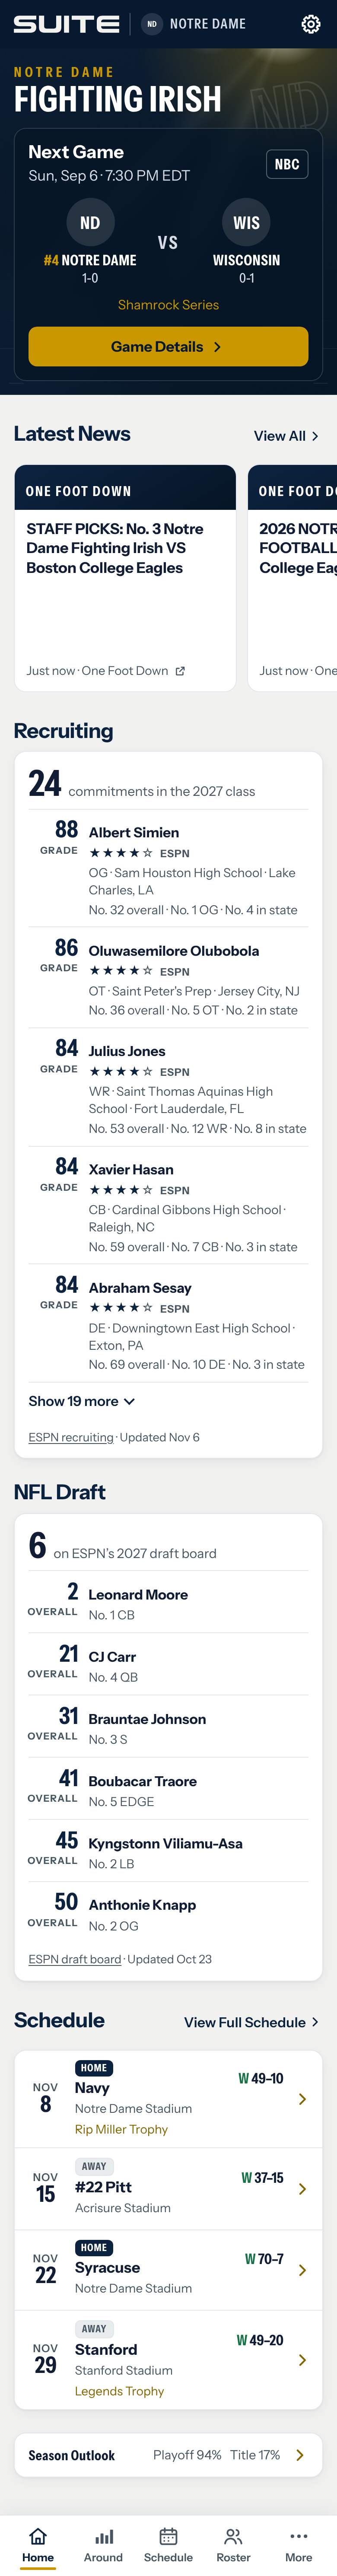 SUITE ND NOTRE DAME
NOTRE DAME
FIGHTING IRISH
ND
Next Game
Sun, Sep 6 · 7:30 PM EDT
NBC
ND
VS
WIS
#4 NOTRE DAME
WISCONSIN
1-0
0-1
Shamrock Series
Game Details
Latest News
View All
ONE FOOT DOWN
STAFF PICKS: No. 3 Notre
Dame Fighting Irish VS
Boston College Eagles
Just now · One Foot Down
ONE FOOT D
2026 NOTR
FOOTBALL
College Eag
Just now · One
Recruiting
24 commitments in the 2027 class
88 Albert Simien
GRADE ★★★★☆ ESPN
OG · Sam Houston High School · Lake
Charles, LA
No. 32 overall · No. 1 OG · No. 4 in state
86 Oluwasemilore Olubobola
GRADE ★★★★☆ ESPN
OT · Saint Peter's Prep · Jersey City, NJ
No. 36 overall · No. 5 OT · No. 2 in state
84 Julius Jones
GRADE ★★★★☆ ESPN
WR · Saint Thomas Aquinas High
School · Fort Lauderdale, FL
No. 53 overall · No. 12 WR · No. 8 in state
84 Xavier Hasan
GRADE ★★★★☆ ESPN
CB · Cardinal Gibbons High School ·
Raleigh, NC
No. 59 overall · No. 7 CB · No. 3 in state
84 Abraham Sesay
GRADE ★★★★☆ ESPN
DE · Downingtown East High School ·
Exton, PA
No. 69 overall · No. 10 DE · No. 3 in state
Show 19 more
ESPN recruiting · Updated Nov 6
NFL Draft
6 on ESPN's 2027 draft board
2 Leonard Moore
OVERALL No. 1 CB
21 CJ Carr
OVERALL No. 4 QB
31 Brauntae Johnson
OVERALL No. 3 S
41 Boubacar Traore
OVERALL No. 5 EDGE
45 Kyngstonn Viliamu-Asa
OVERALL No. 2 LB
50 Anthonie Knapp
OVERALL No. 2 OG
ESPN draft board · Updated Oct 23
Schedule
View Full Schedule
NOV
8
HOME
Navy
Notre Dame Stadium
Rip Miller Trophy
W 49–10
NOV
15
AWAY
#22 Pitt
Acrisure Stadium
W 37–15
NOV
22
HOME
Syracuse
Notre Dame Stadium
W 70–7
NOV
29
AWAY
Stanford
Stanford Stadium
Legends Trophy
W 49–20
Season Outlook Playoff 94% Title 17%
Home Around Schedule Roster More